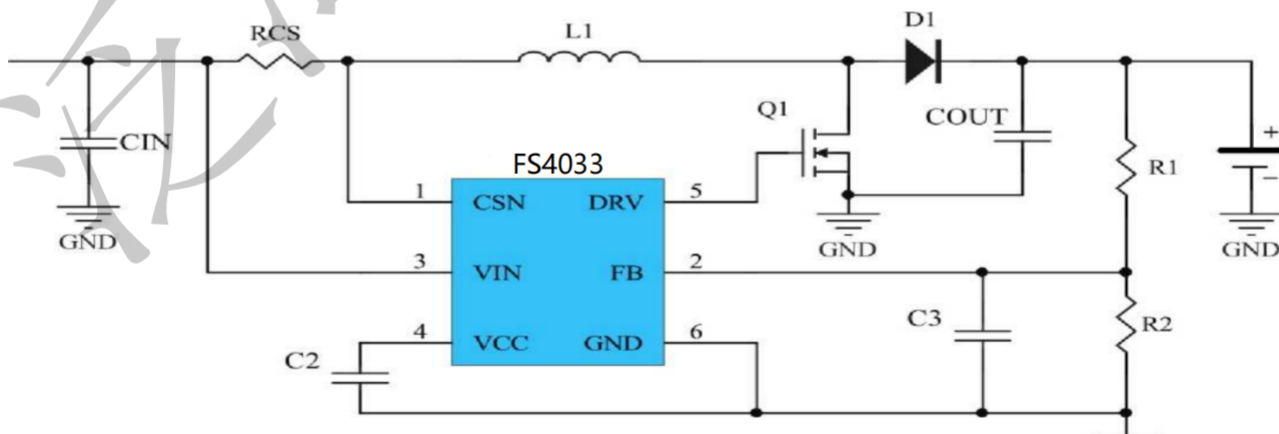 D1
RCS
L1
Q1
COUT
CIN
+
FS4033
R1
1
CSN
DRV
5
−
GND
GND
GND
3
VIN
FB
2
C3
R2
4
VCC
GND
6
C2